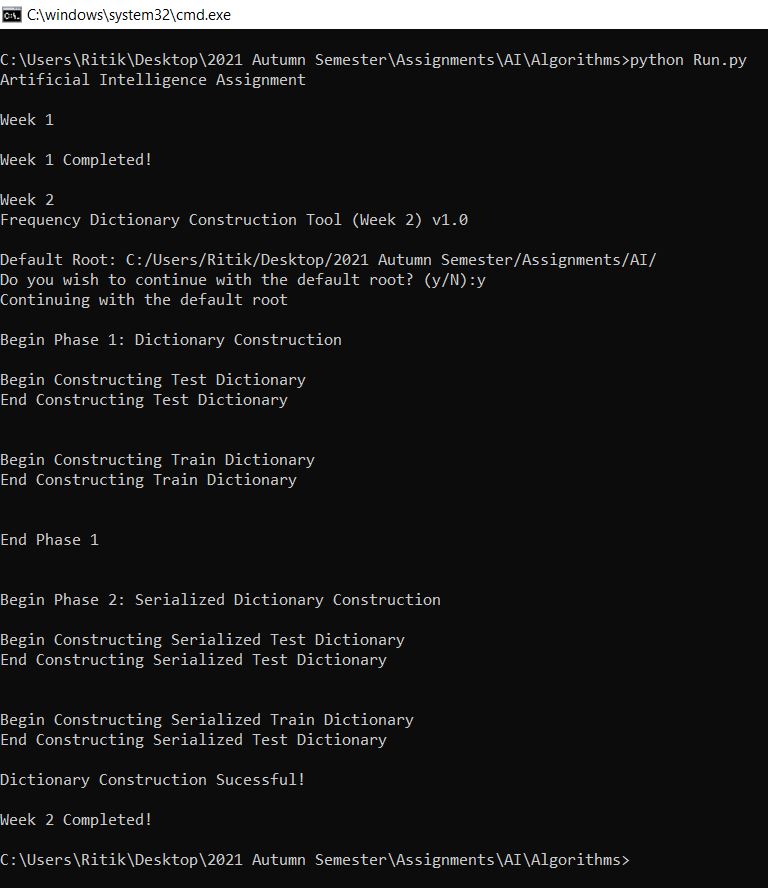 C:\windows\system32\cmd.exe
C:\Users\Ritik\Desktop\2021 Autumn Semester\Assignments\AI\Algorithms>python Run.py
Artificial Intelligence Assignment
Week 1
Week 1 Completed!
Week 2
Frequency Dictionary Construction Tool (Week 2) v1.0
Default Root: C:/Users/Ritik/Desktop/2021 Autumn Semester/Assignments/AI/
Do you wish to continue with the default root? (y/N):y
Continuing with the default root
Begin Phase 1: Dictionary Construction
Begin Constructing Test Dictionary
End Constructing Test Dictionary
Begin Constructing Train Dictionary
End Constructing Train Dictionary
End Phase 1
Begin Phase 2: Serialized Dictionary Construction
Begin Constructing Serialized Test Dictionary
End Constructing Serialized Test Dictionary
Begin Constructing Serialized Train Dictionary
End Constructing Serialized Test Dictionary
Dictionary Construction Sucessful!
Week 2 Completed!
C:\Users\Ritik\Desktop\2021 Autumn Semester\Assignments\AI\Algorithms>